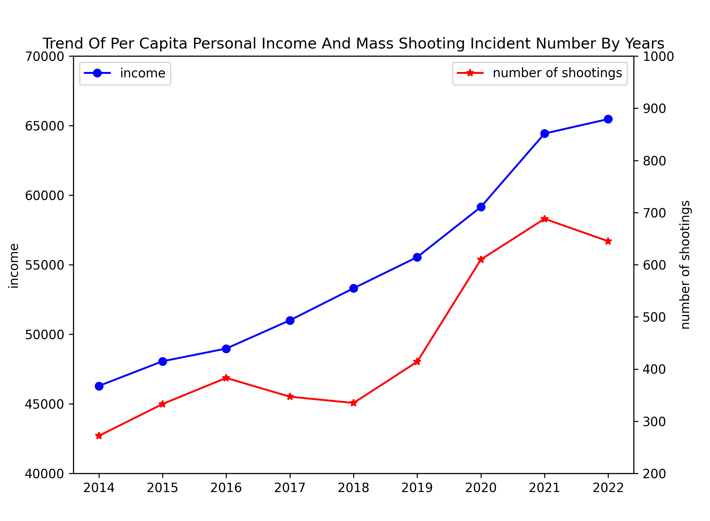 Trend Of Per Capita Personal Income And Mass Shooting Incident Number By Years
income
number of shootings
70000
65000
60000
55000
50000
45000
40000
income
1000
900
800
700
600
500
400
300
200
number of shootings
2014 2015 2016 2017 2018 2019 2020 2021 2022